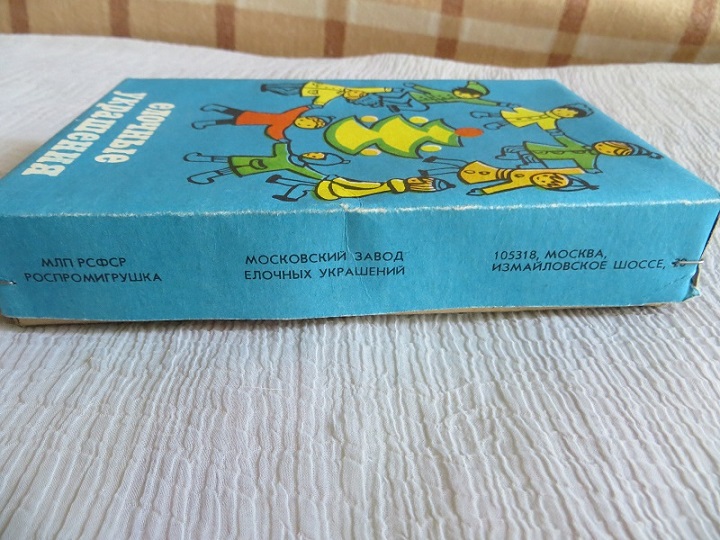 елочные
украшения
МЛП РСФСР
РОСПРОМИГРУШКА
МОСКОВСКИЙ ЗАВОД
ЕЛОЧНЫХ УКРАШЕНИЙ
105318, МОСКВА,
ИЗМАЙЛОВСКОЕ ШОССЕ,